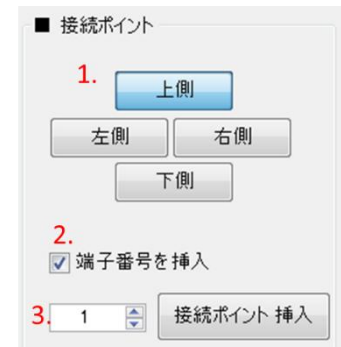 ■ 接続ポイント
1.
上側
左側 右側
下側
2.
端子番号を挿入
3. 1 接続ポイント 挿入